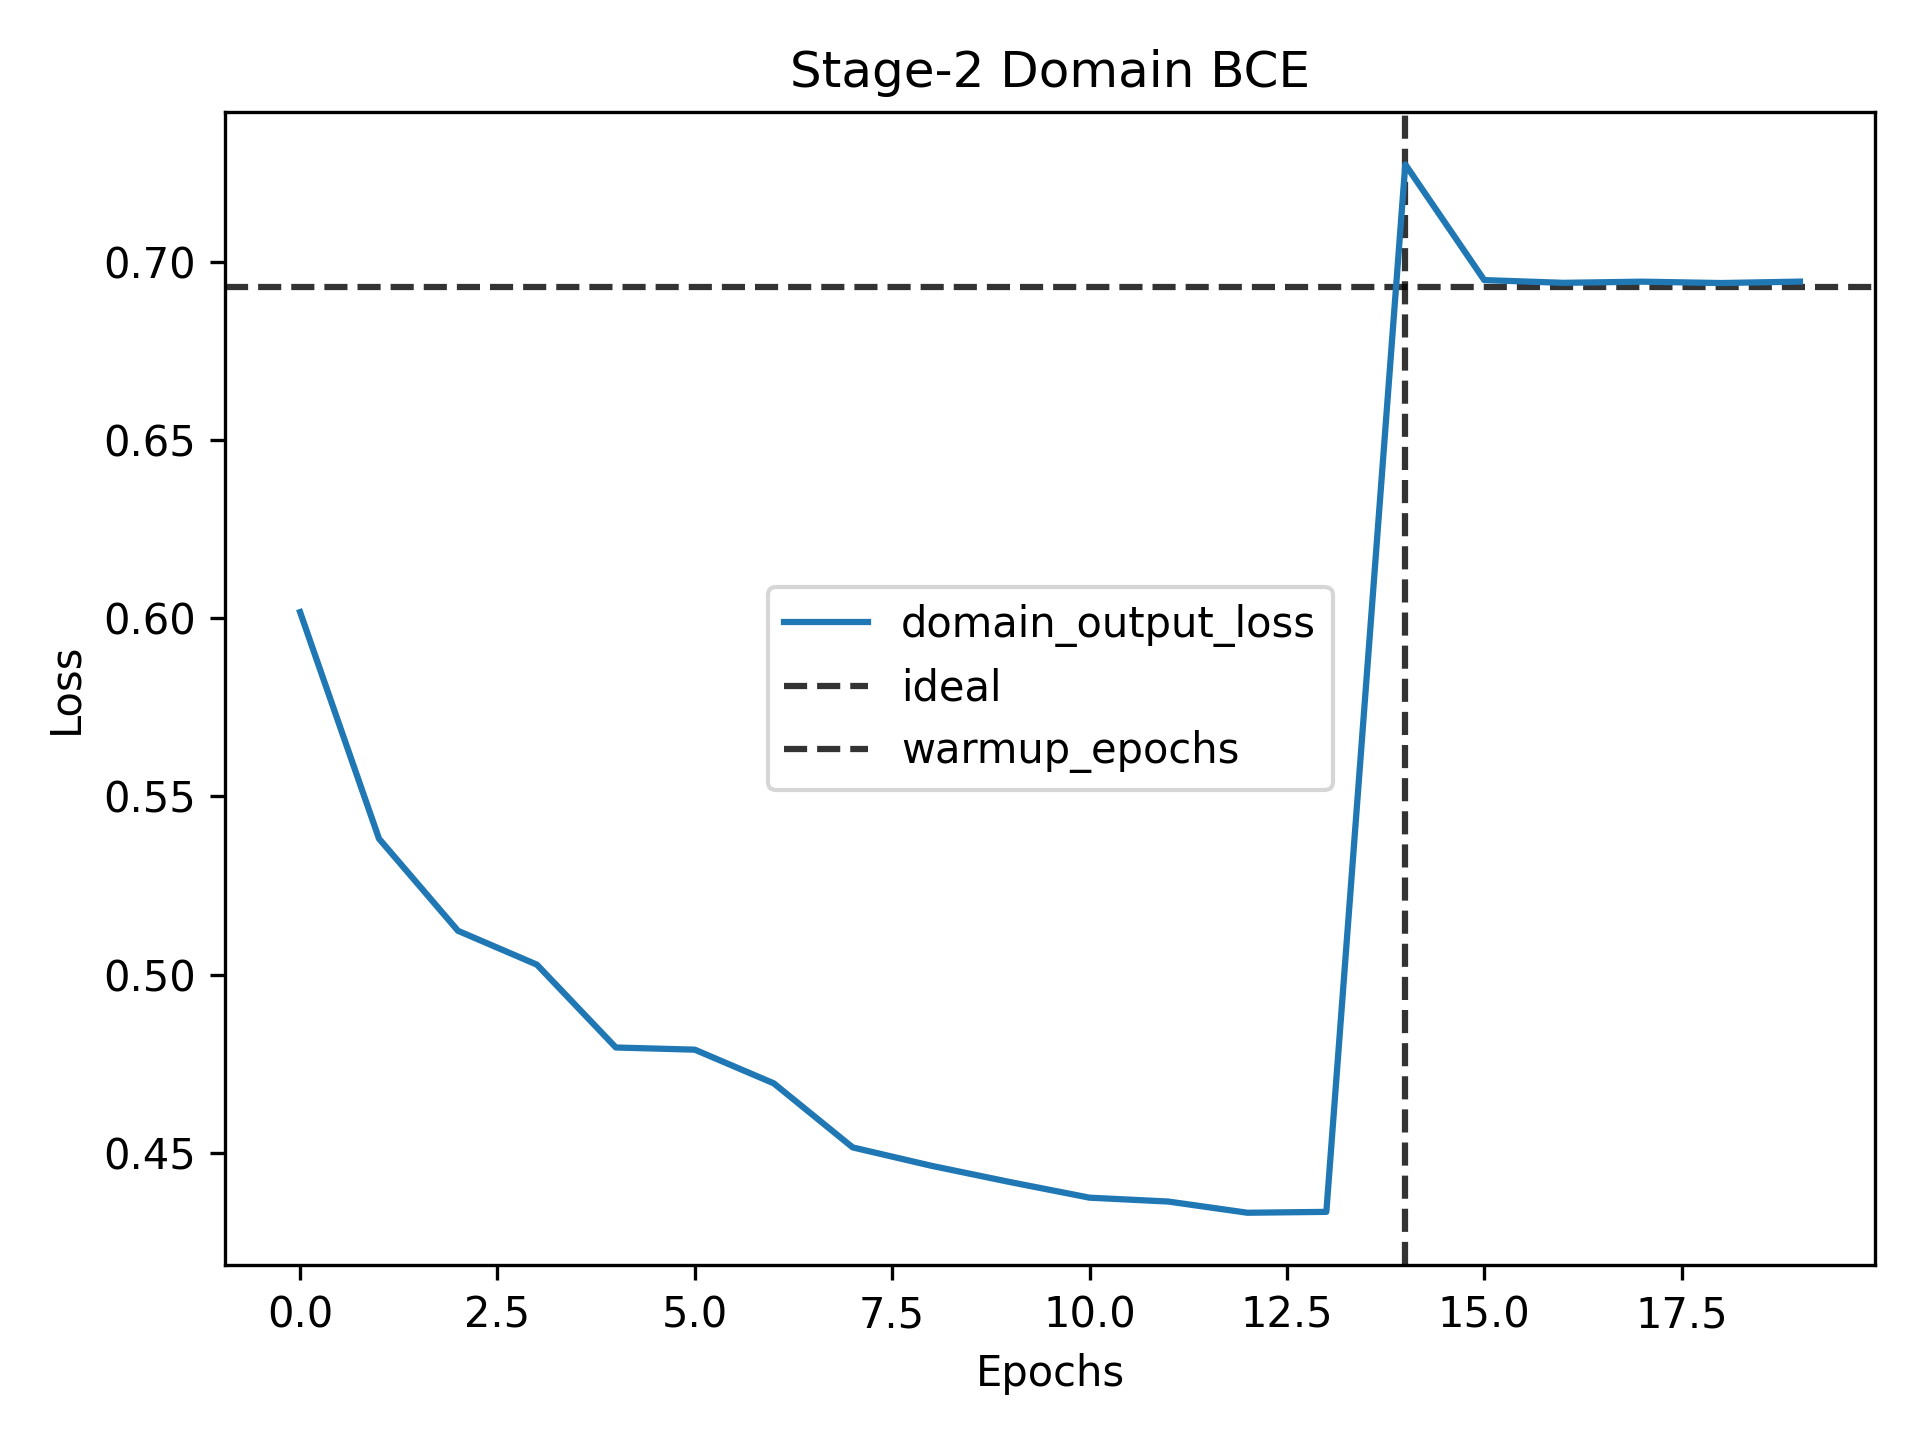 Stage-2 Domain BCE
0.70
0.65
0.60
0.55
0.50
0.45
Loss
domain_output_loss
ideal
warmup_epochs
0.0 2.5 5.0 7.5 10.0 12.5 15.0 17.5
Epochs